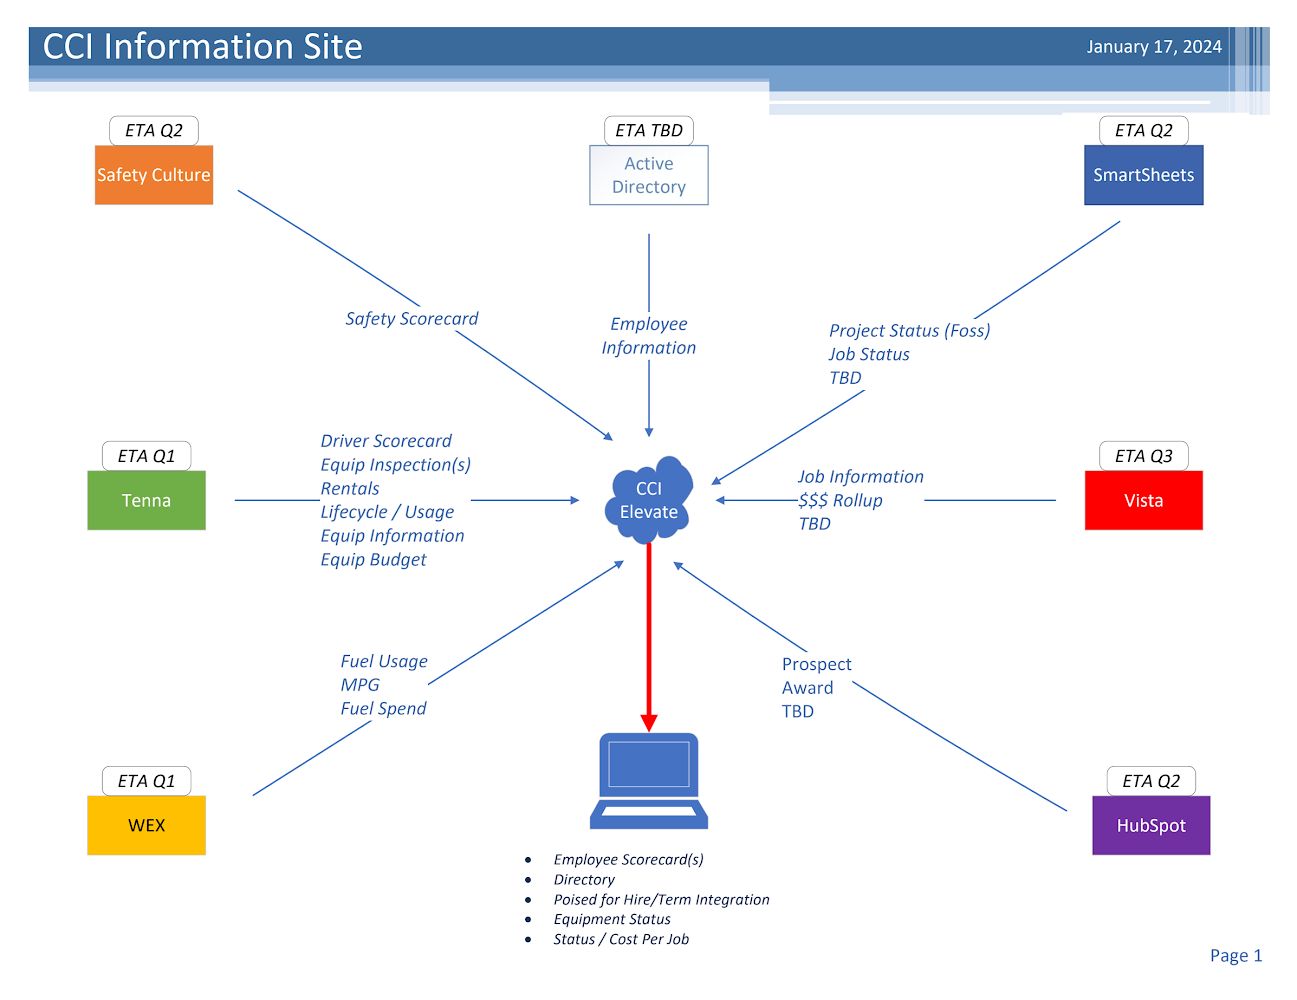 CCI Information Site
January 17, 2024
ETA Q2
Safety Culture
ETA TBD
Active
Directory
ETA Q2
SmartSheets
Safety Scorecard
Employee
Information
Project Status (Foss)
Job Status
TBD
ETA Q1
Tenna
Driver Scorecard
Equip Inspection(s)
Rentals
Lifecycle / Usage
Equip Information
Equip Budget
CCI
Elevate
Job Information
$$$ Rollup
TBD
ETA Q3
Vista
Fuel Usage
MPG
Fuel Spend
Prospect
Award
TBD
ETA Q1
WEX
ETA Q2
HubSpot
• Employee Scorecard(s)
• Directory
• Poised for Hire/Term Integration
• Equipment Status
• Status / Cost Per Job
Page 1